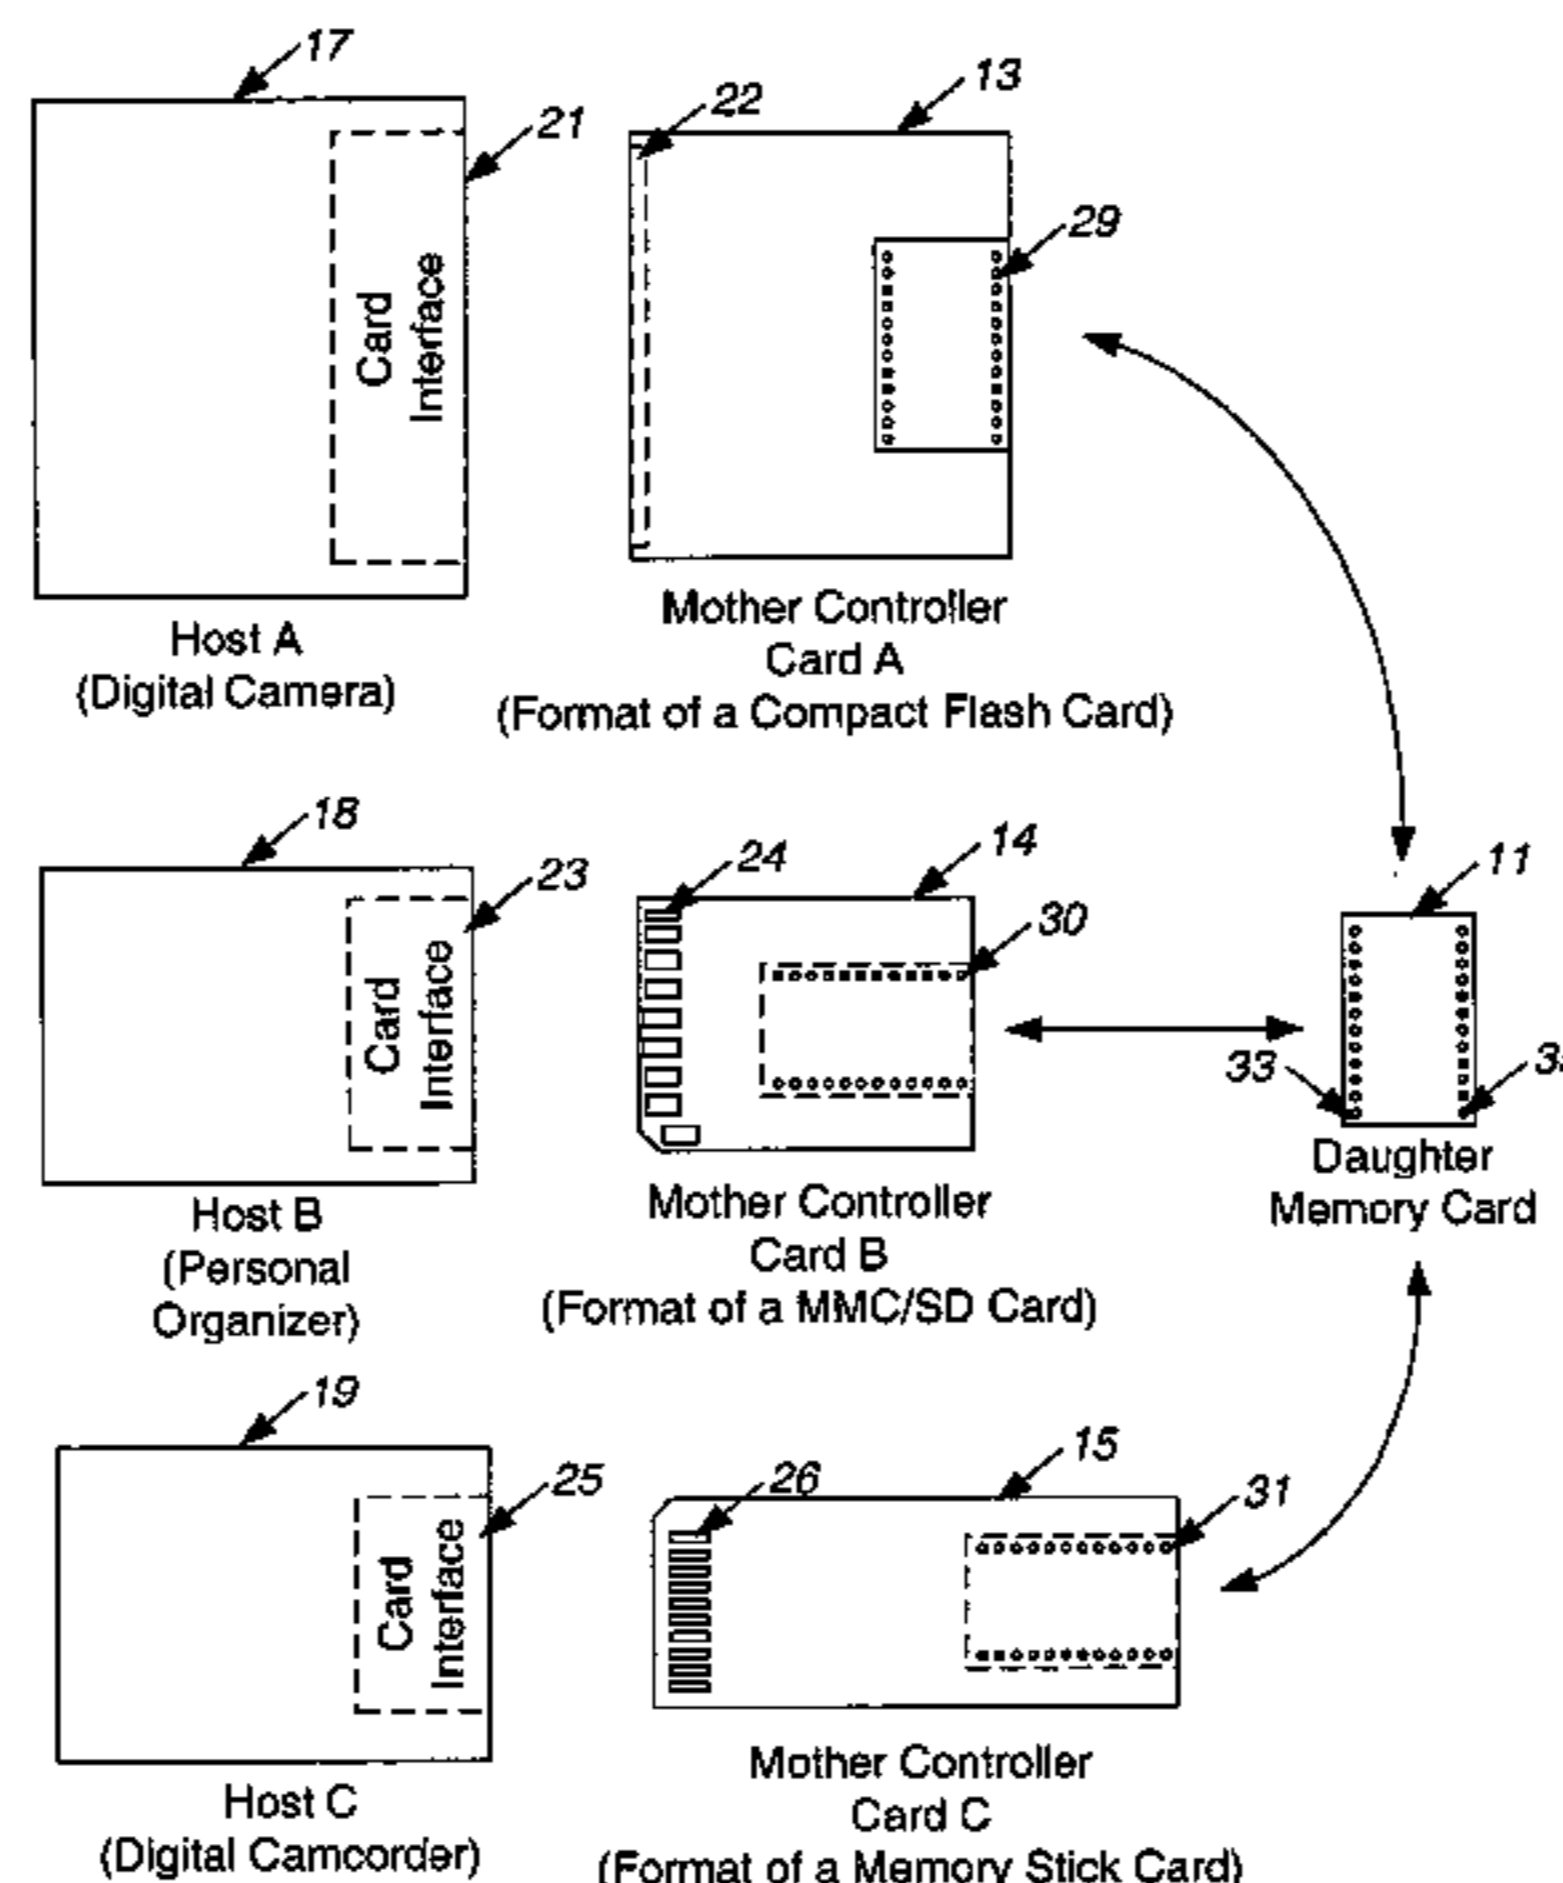 17
21
Card
Interface
Host A
(Digital Camera)
22
13
29
Mother Controller
Card A
(Format of a Compact Flash Card)
18
23
Card
Interface
Host B
(Personal
Organizer)
24
14
30
Mother Controller
Card B
(Format of a MMC/SD Card)
11
33
Daughter
Memory Card
19
25
Card
Interface
Host C
(Digital Camcorder)
26
15
31
Mother Controller
Card C
(Format of a Memory Stick Card)